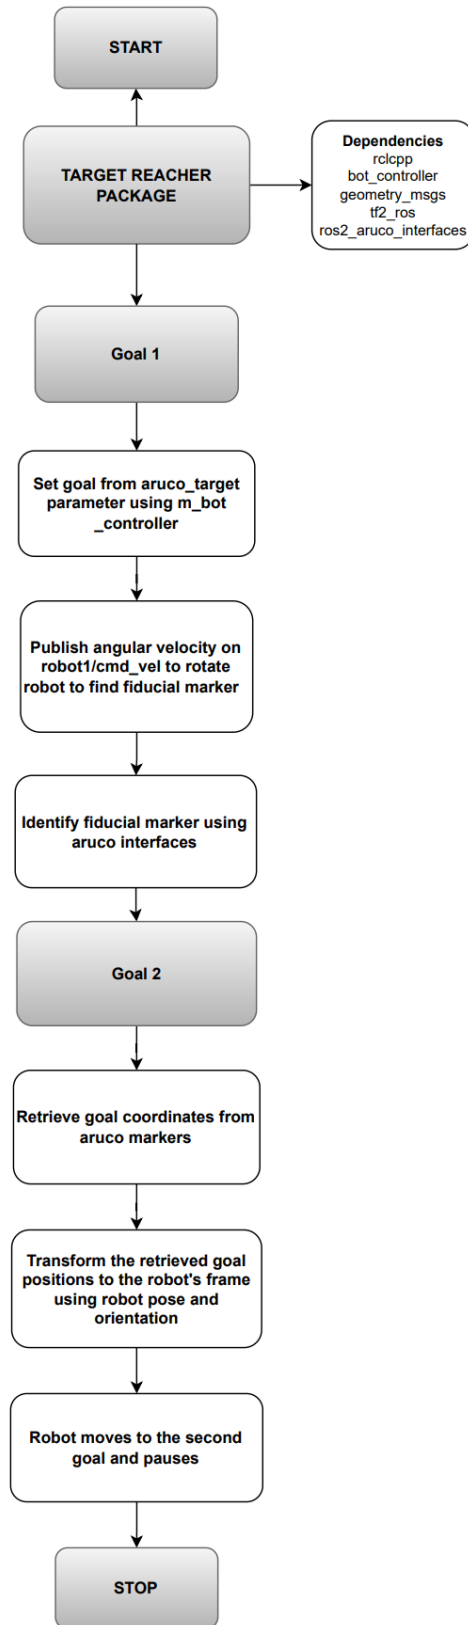 START
TARGET REACHER
PACKAGE
Dependencies
rclcpp
bot_controller
geometry_msgs
tf2_ros
ros2_aruco_interfaces
Goal 1
Set goal from aruco_target
parameter using m_bot
_controller
Publish angular velocity on
robot1/cmd_vel to rotate
robot to find fiducial marker
Identify fiducial marker using
aruco interfaces
Goal 2
Retrieve goal coordinates from
aruco markers
Transform the retrieved goal
positions to the robot's frame
using robot pose and
orientation
Robot moves to the second
goal and pauses
STOP